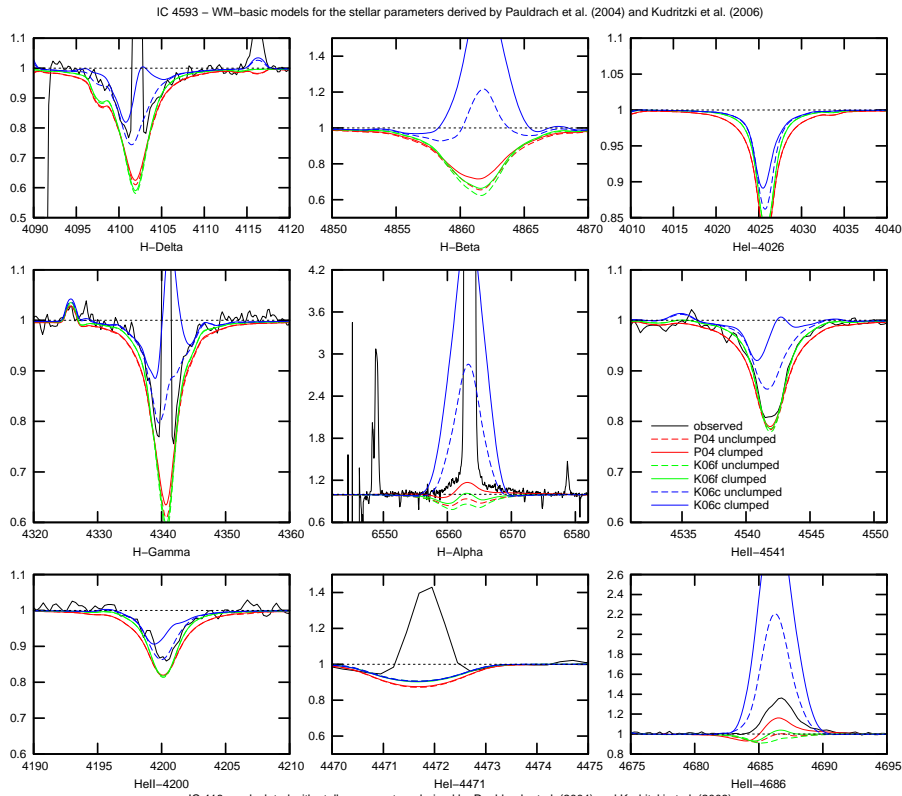 IC 4593 − WM−basic models for the stellar parameters derived by Pauldrach et al. (2004) and Kudritzki et al. (2006)
1.1
1
0.9
0.8
0.7
0.6
0.5
4090 4095 4100 4105 4110 4115 4120
H−Delta
1.4
1.2
1
0.8
0.6
4850 4855 4860 4865 4870
H−Beta
1.1
1.05
1
0.95
0.9
0.85
4010 4015 4020 4025 4030 4035 4040
HeI−4026
1.1
1
0.9
0.8
0.7
0.6
4320 4330 4340 4350 4360
H−Gamma
4.2
3.6
3
2.4
1.8
1.2
0.6
6550 6560 6570 6580
H−Alpha
1.1
1
0.9
0.8
0.7
0.6
4535 4540 4545 4550
HeII−4541
observed
P04 unclumped
P04 clumped
K06f unclumped
K06f clumped
K06c unclumped
K06c clumped
1.1
1
0.9
0.8
0.7
0.6
4190 4195 4200 4205 4210
HeII−4200
1.4
1.2
1
0.8
0.6
4470 4471 4472 4473 4474 4475
HeI−4471
2.6
2.4
2.2
2
1.8
1.6
1.4
1.2
1
0.8
4675 4680 4685 4690 4695
HeII−4686